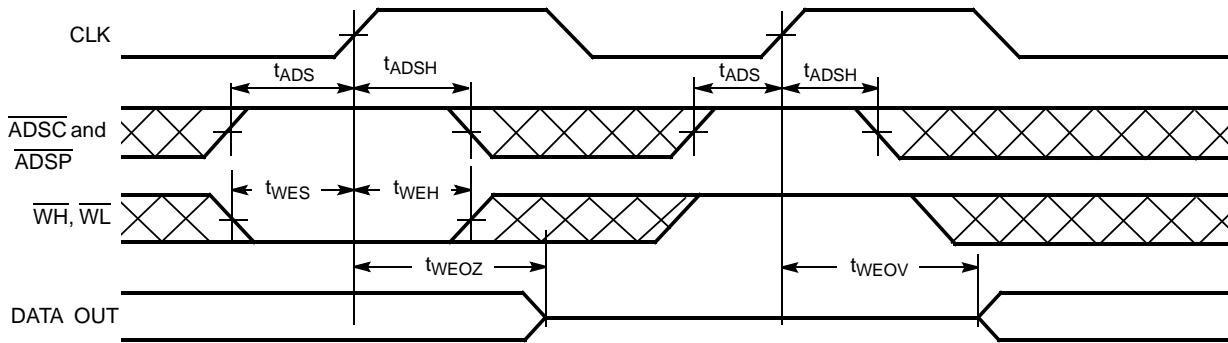 CLK
tADS tADSH tADS tADSH
ADSC and
ADSP
tWES tWEH
WH, WL
tWEOZ tWEOV
DATA OUT